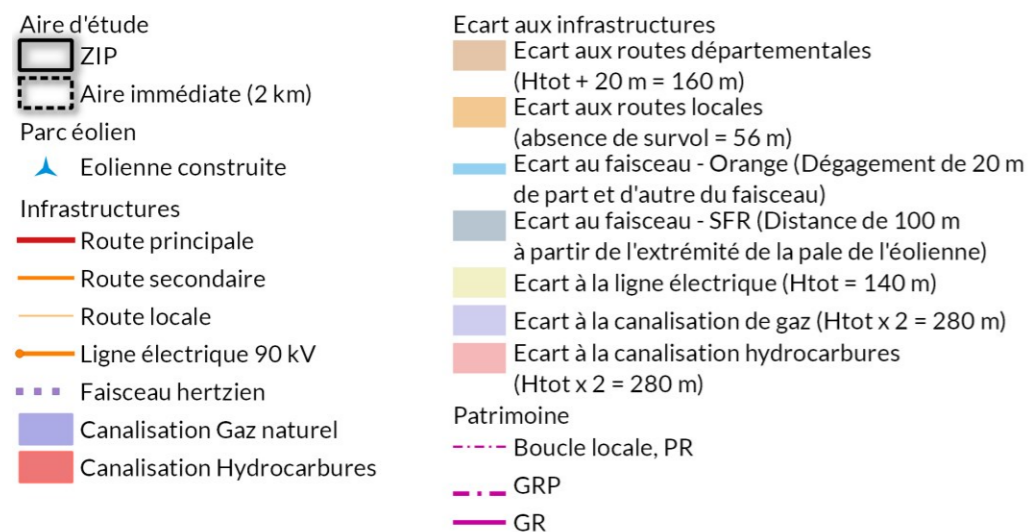 Aire d'étude
ZIP
Aire immédiate (2 km)
Parc éolien
Eolienne construite
Infrastructures
Route principale
Route secondaire
Route locale
Ligne électrique 90 kV
Faisceau hertzien
Canalisation Gaz naturel
Canalisation Hydrocarbures
Ecart aux infrastructures
Ecart aux routes départementales
(Htot + 20 m = 160 m)
Ecart aux routes locales
(absence de survol = 56 m)
Ecart au faisceau - Orange (Dégagement de 20 m
de part et d'autre du faisceau)
Ecart au faisceau - SFR (Distance de 100 m
à partir de l'extrémité de la pale de l'éolienne)
Ecart à la ligne électrique (Htot = 140 m)
Ecart à la canalisation de gaz (Htot x 2 = 280 m)
Ecart à la canalisation hydrocarbures
(Htot x 2 = 280 m)
Patrimoine
Boucle locale, PR
GRP
GR